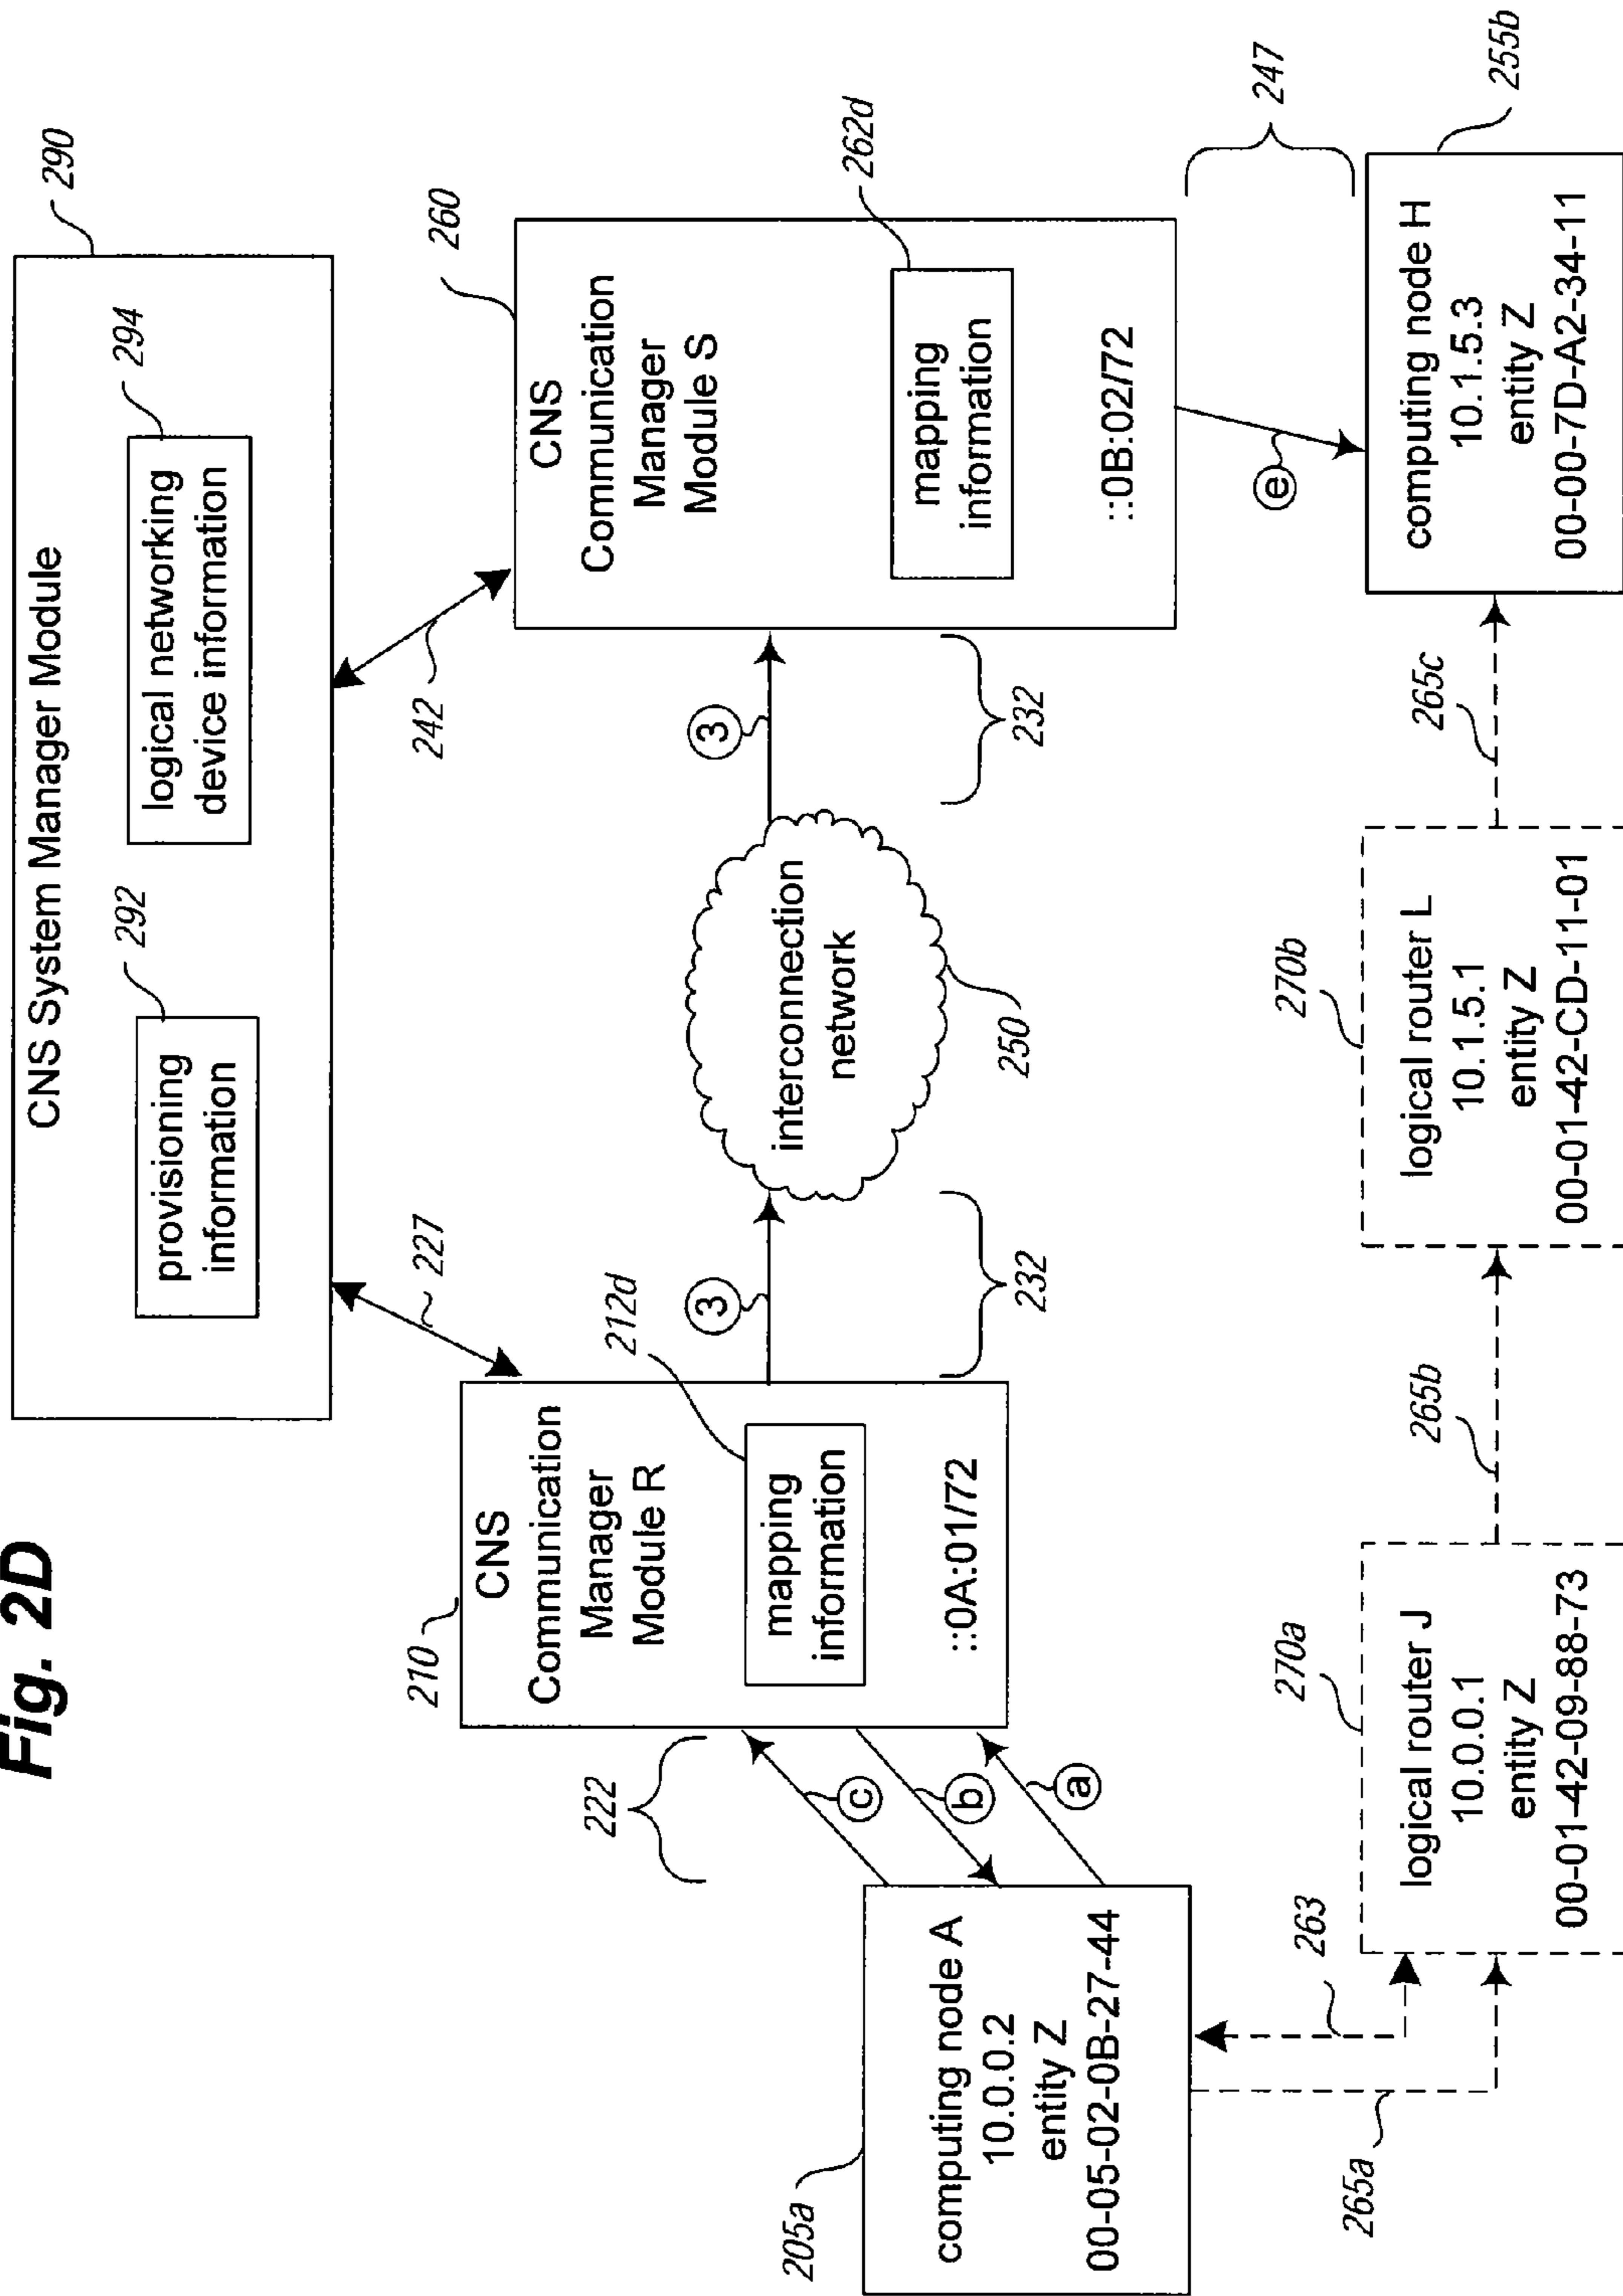 Fig. 2D
CNS System Manager Module
290
provisioning
information
292
logical networking
device information
294
227
242
210
CNS
Communication
Manager
Module R
mapping
information
212d
::0A:01/72
260
CNS
Communication
Manager
Module S
mapping
information
262d
::0B:02/72
3
232
interconnection
network
250
3
232
222
c
b
a
e
247
205a
computing node A
10.0.0.2
entity Z
00-05-02-0B-27-44
263
265a
270a
logical router J
10.0.0.1
entity Z
00-01-42-09-88-73
265b
270b
logical router L
10.1.5.1
entity Z
00-01-42-CD-11-01
265c
255b
computing node H
10.1.5.3
entity Z
00-00-7D-A2-34-11